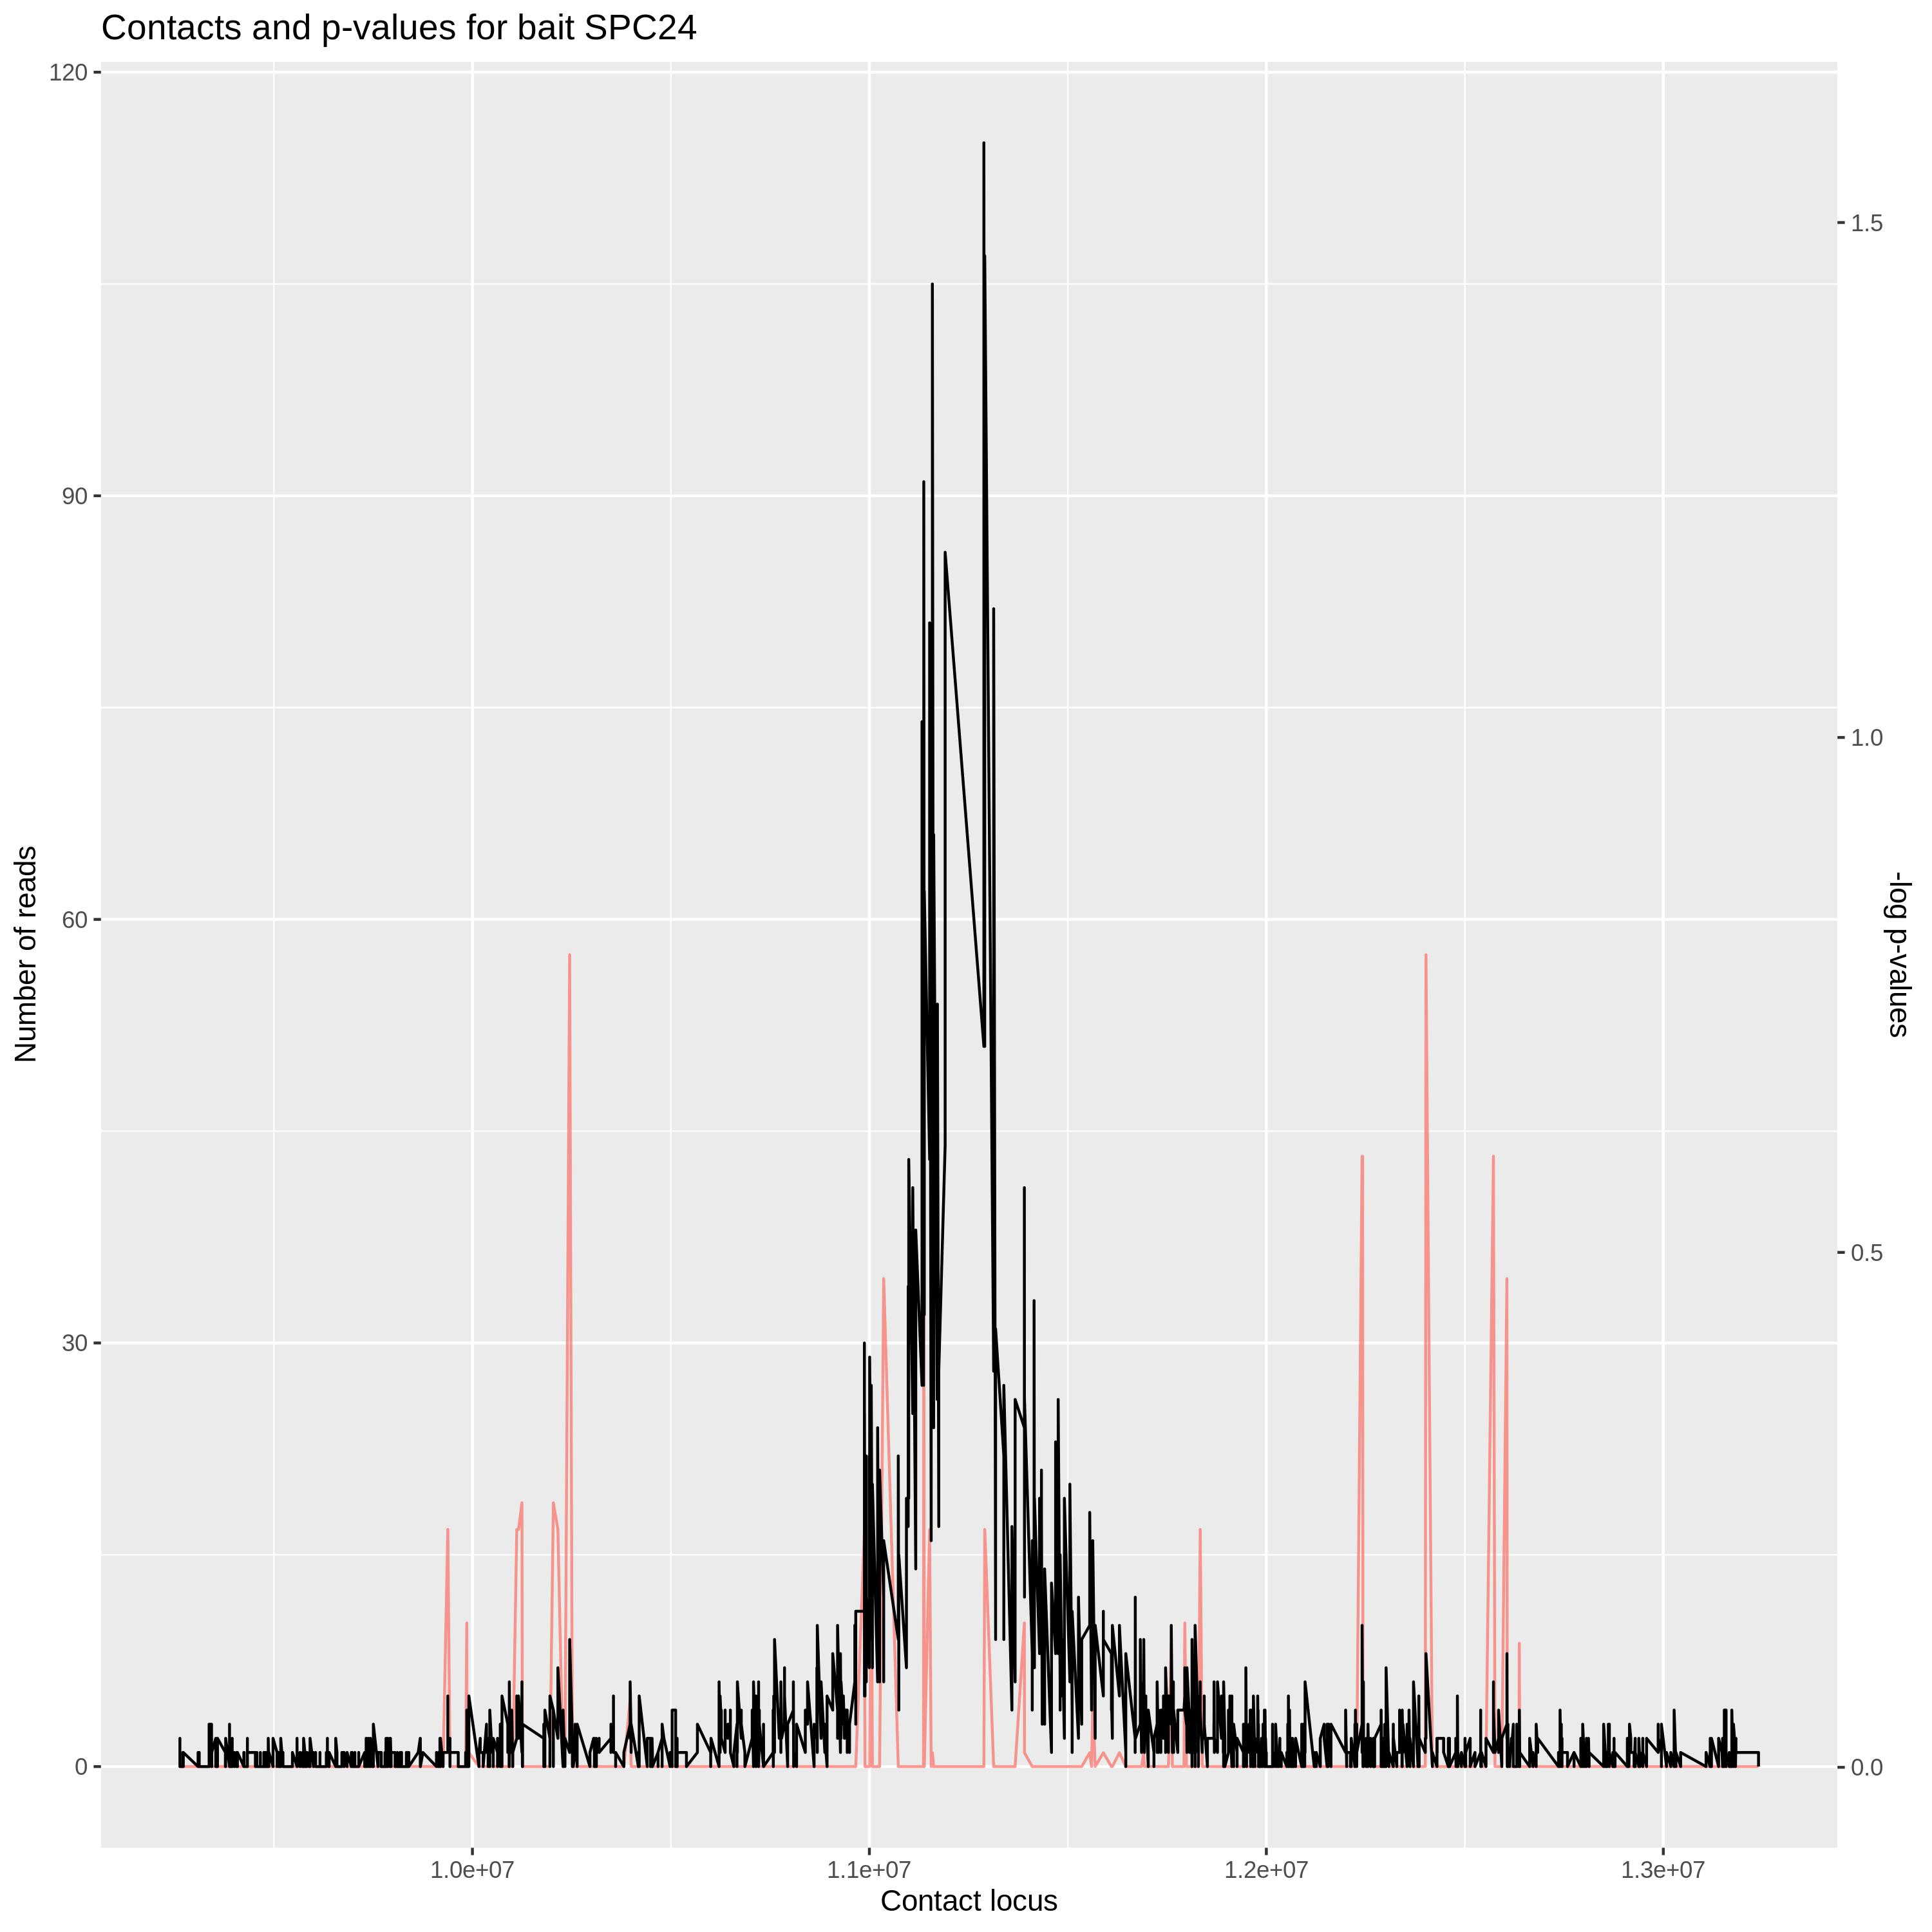 Contacts and p-values for bait SPC24
120
90
60
30
0
Number of reads
1.5
1.0
0.5
0.0
-log p-values
1.0e+07
1.1e+07
1.2e+07
1.3e+07
Contact locus